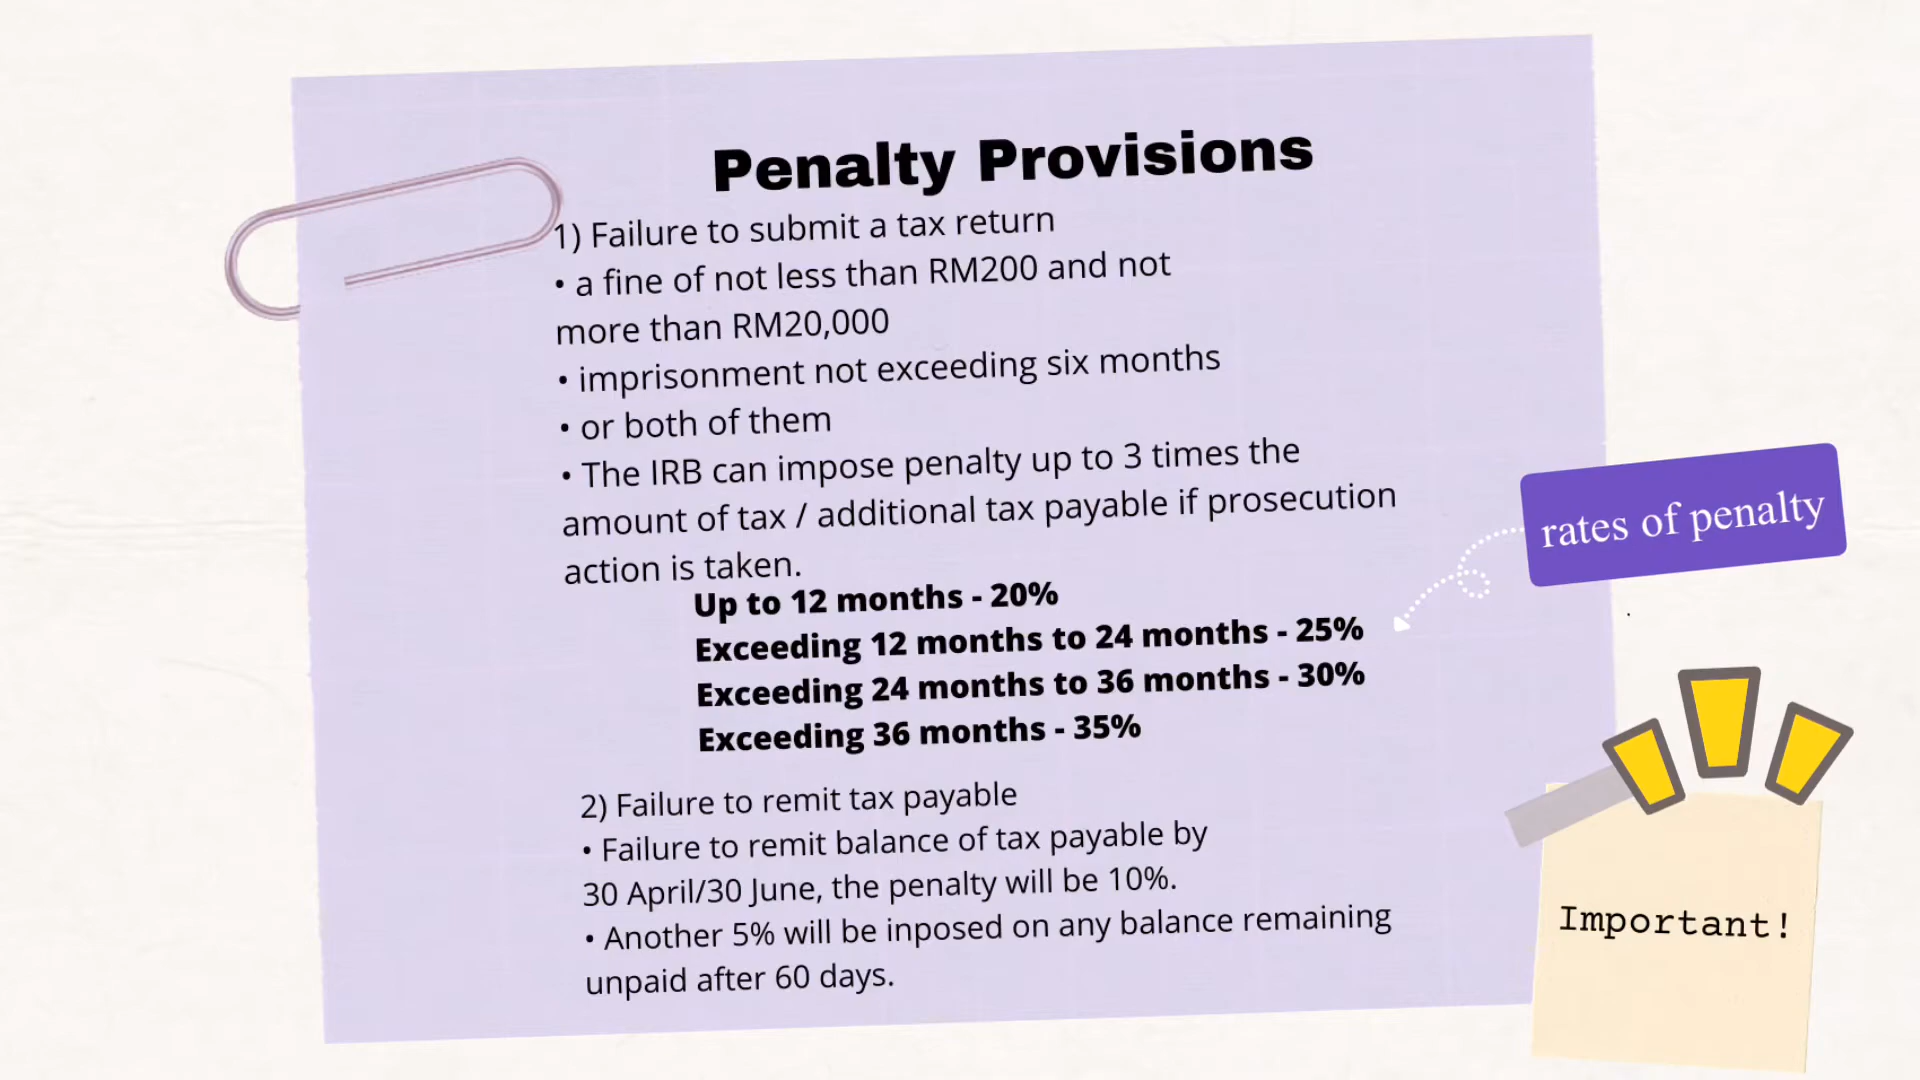 Penalty Provisions
1) Failure to submit a tax return
• a fine of not less than RM200 and not
more than RM20,000
• imprisonment not exceeding six months
• or both of them
• The IRB can impose penalty up to 3 times the
amount of tax / additional tax payable if prosecution
action is taken.
Up to 12 months - 20%
Exceeding 12 months to 24 months - 25%
Exceeding 24 months to 36 months - 30%
Exceeding 36 months - 35%
rates of penalty
2) Failure to remit tax payable
• Failure to remit balance of tax payable by
30 April/30 June, the penalty will be 10%.
• Another 5% will be inposed on any balance remaining
unpaid after 60 days.
Important!